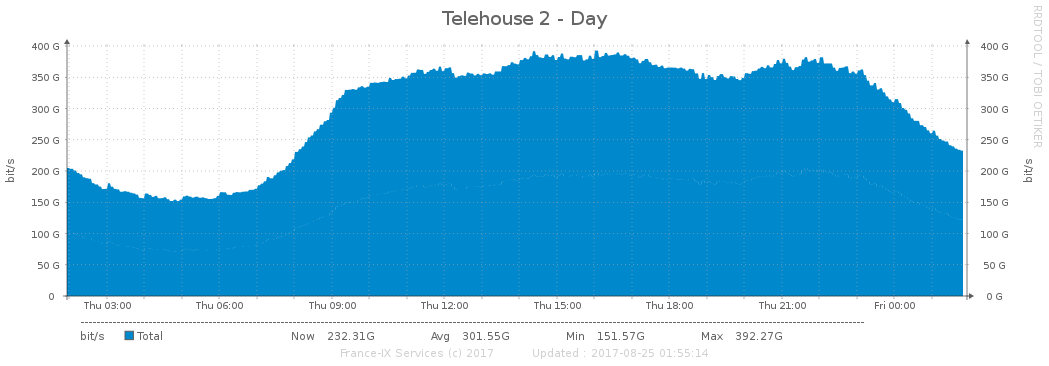 Telehouse 2 - Day
RRDTOOL / TOBI OETIKER
bit/s
400 G
350 G
300 G
250 G
200 G
150 G
100 G
50 G
0
400 G
350 G
300 G
250 G
200 G
150 G
100 G
50 G
0 G
bit/s
Thu 03:00 Thu 06:00 Thu 09:00 Thu 12:00 Thu 15:00 Thu 18:00 Thu 21:00 Fri 00:00
bit/s Total Now 232.31G Avg 301.55G Min 151.57G Max 392.27G
France-IX Services (c) 2017 Updated : 2017-08-25 01:55:14